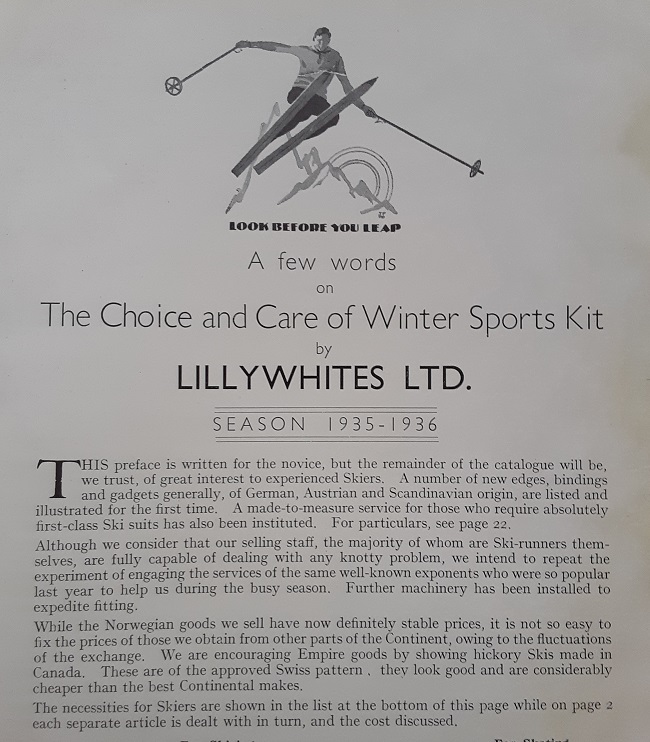 LOOK BEFORE YOU LEAP
A few words
on
The Choice and Care of Winter Sports Kit
by
LILLYWHITES LTD.
SEASON 1935-1936
THIS preface is written for the novice, but the remainder of the catalogue will be,
we trust, of great interest to experienced Skiers. A number of new edges, bindings
and gadgets generally, of German, Austrian and Scandinavian origin, are listed and
illustrated for the first time. A made-to-measure service for those who require absolutely
first-class Ski suits has also been instituted. For particulars, see page 22.
Although we consider that our selling staff, the majority of whom are Ski-runners them-
selves, are fully capable of dealing with any knotty problem, we intend to repeat the
experiment of engaging the services of the same well-known exponents who were so popular
last year to help us during the busy season. Further machinery has been installed to
expedite fitting.
While the Norwegian goods we sell have now definitely stable prices, it is not so easy to
fix the prices of those we obtain from other parts of the Continent, owing to the fluctuations
of the exchange. We are encouraging Empire goods by showing hickory Skis made in
Canada. These are of the approved Swiss pattern, they look good and are considerably
cheaper than the best Continental makes.
The necessities for Skiers are shown in the list at the bottom of this page while on page 2
each separate article is dealt with in turn, and the cost discussed.